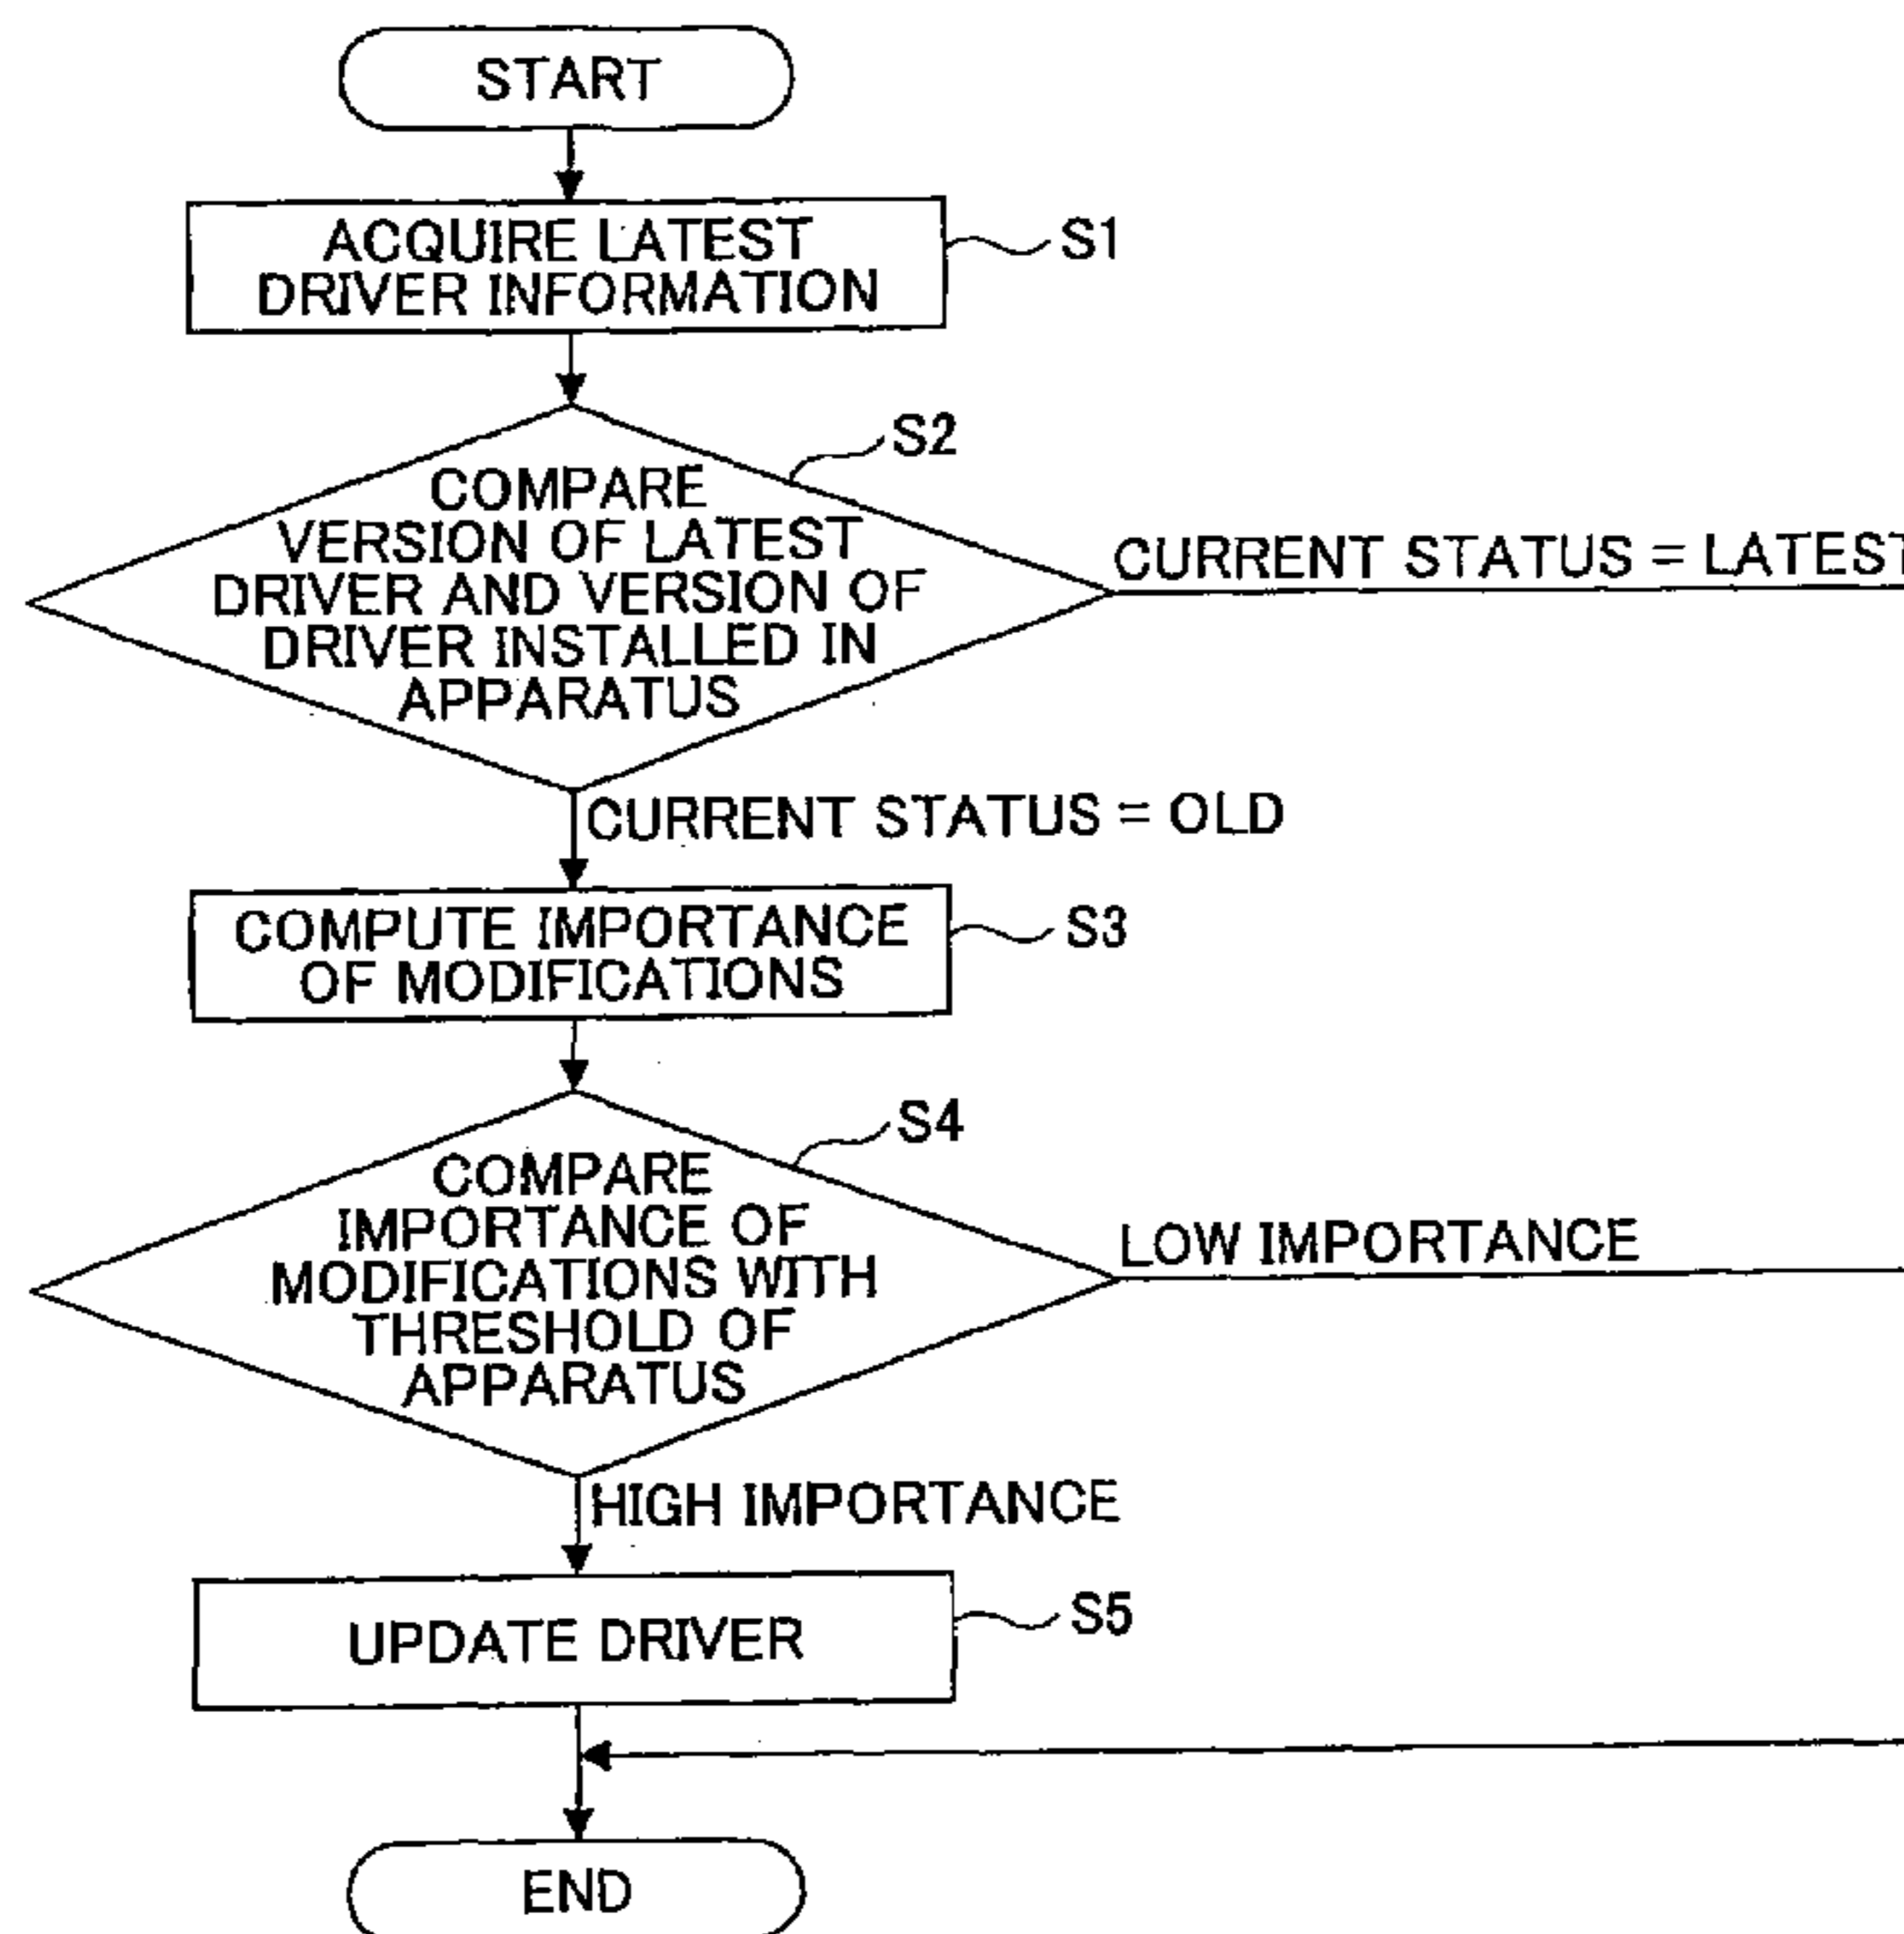 START
ACQUIRE LATEST
DRIVER INFORMATION
S1
S2
COMPARE
VERSION OF LATEST
DRIVER AND VERSION OF
DRIVER INSTALLED IN
APPARATUS
CURRENT STATUS = LATEST
CURRENT STATUS = OLD
COMPUTE IMPORTANCE
OF MODIFICATIONS
S3
S4
COMPARE
IMPORTANCE OF
MODIFICATIONS WITH
THRESHOLD OF
APPARATUS
LOW IMPORTANCE
HIGH IMPORTANCE
UPDATE DRIVER
S5
END